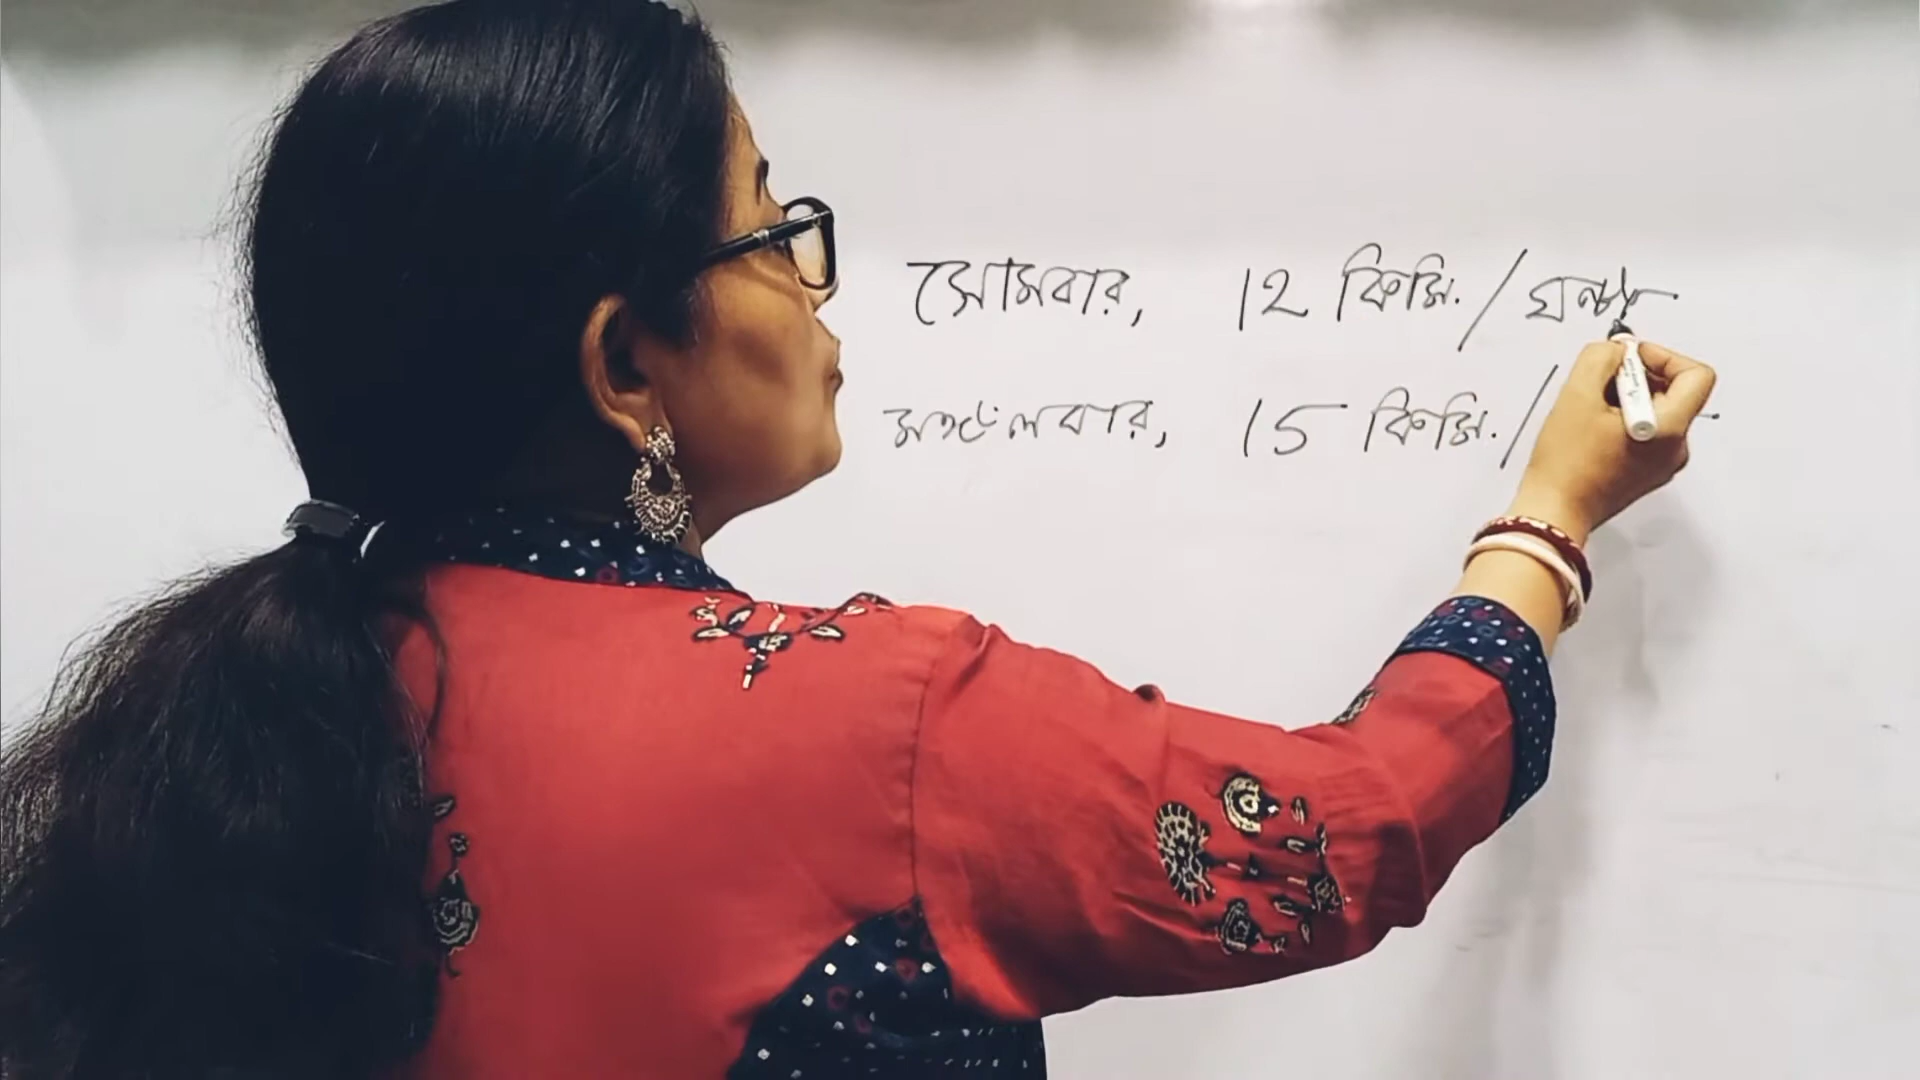 সোমবার, 12 কিমি. / ঘন্টা
মঙ্গলবার, 15 কিমি. /